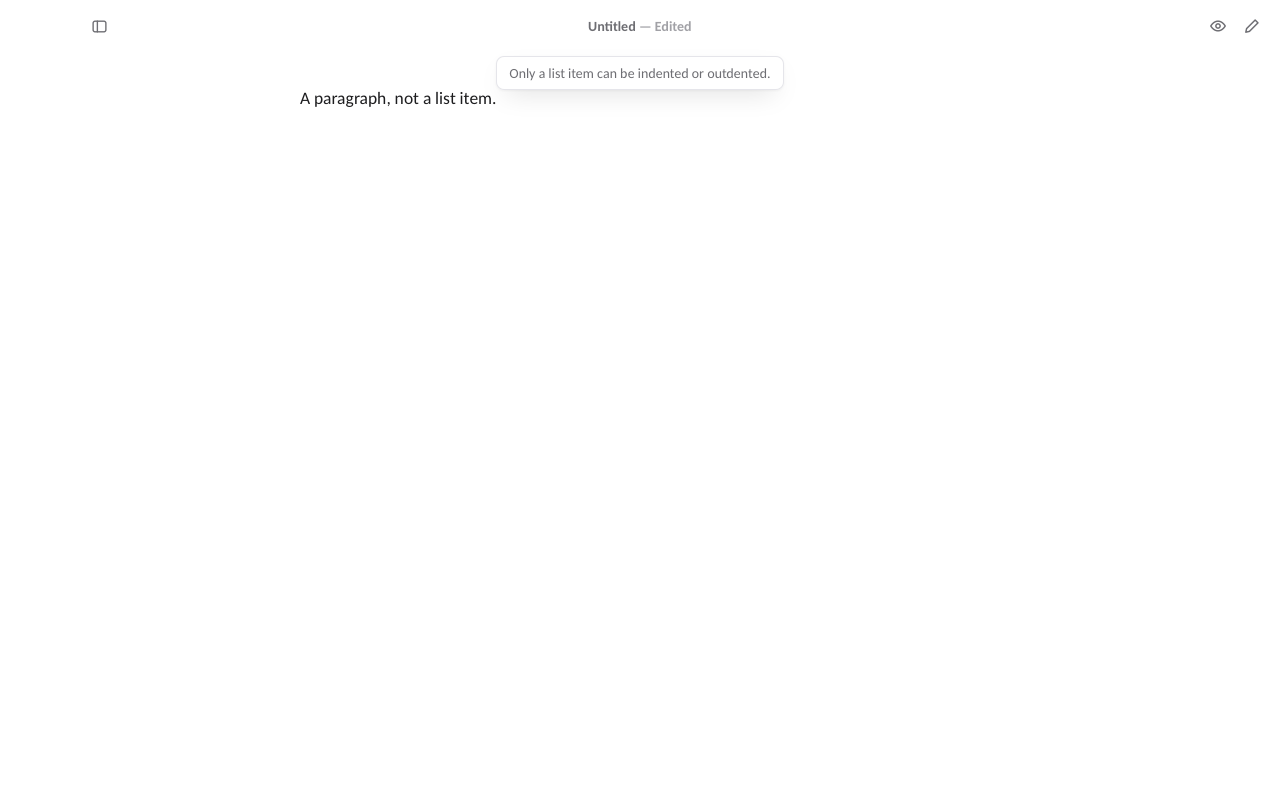 Untitled — Edited
Only a list item can be indented or outdented.
A paragraph, not a list item.